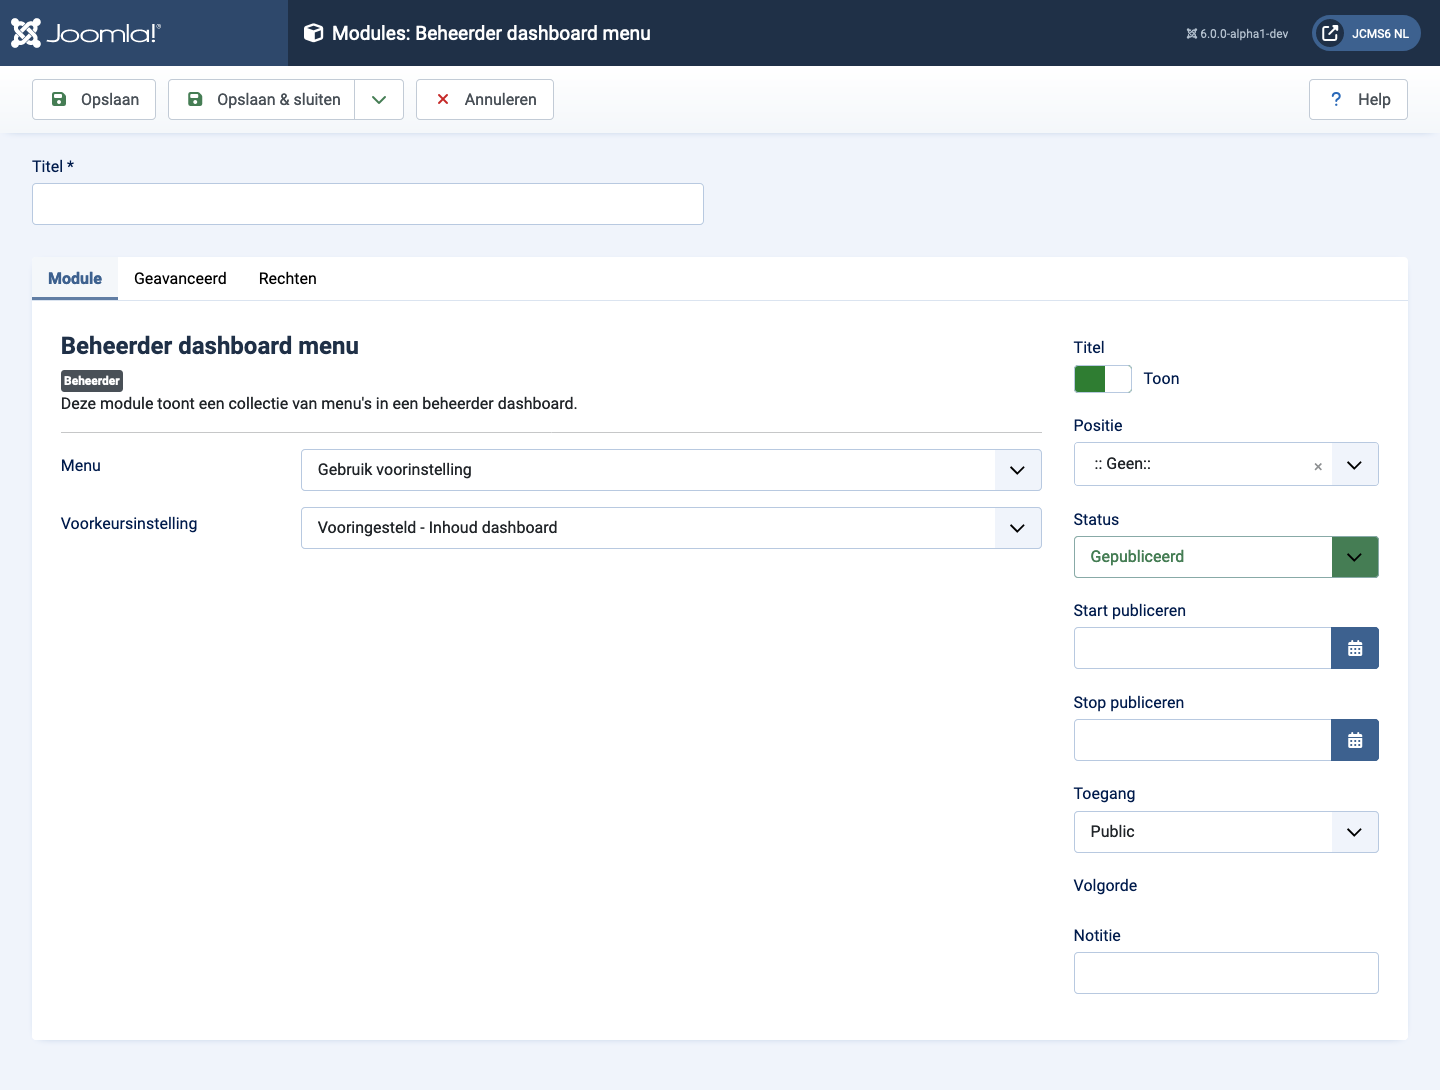 Joomla!®
Modules: Beheerder dashboard menu
6.0.0-alpha1-dev
JCMS6 NL
Opslaan
Opslaan & sluiten
Annuleren
? Help
Titel *
Module
Geavanceerd
Rechten
Beheerder dashboard menu
Beheerder
Deze module toont een collectie van menu's in een beheerder dashboard.
Menu
Gebruik voorinstelling
Voorkeursinstelling
Vooringesteld - Inhoud dashboard
Titel
Toon
Positie
:: Geen::
Status
Gepubliceerd
Start publiceren
Stop publiceren
Toegang
Public
Volgorde
Notitie